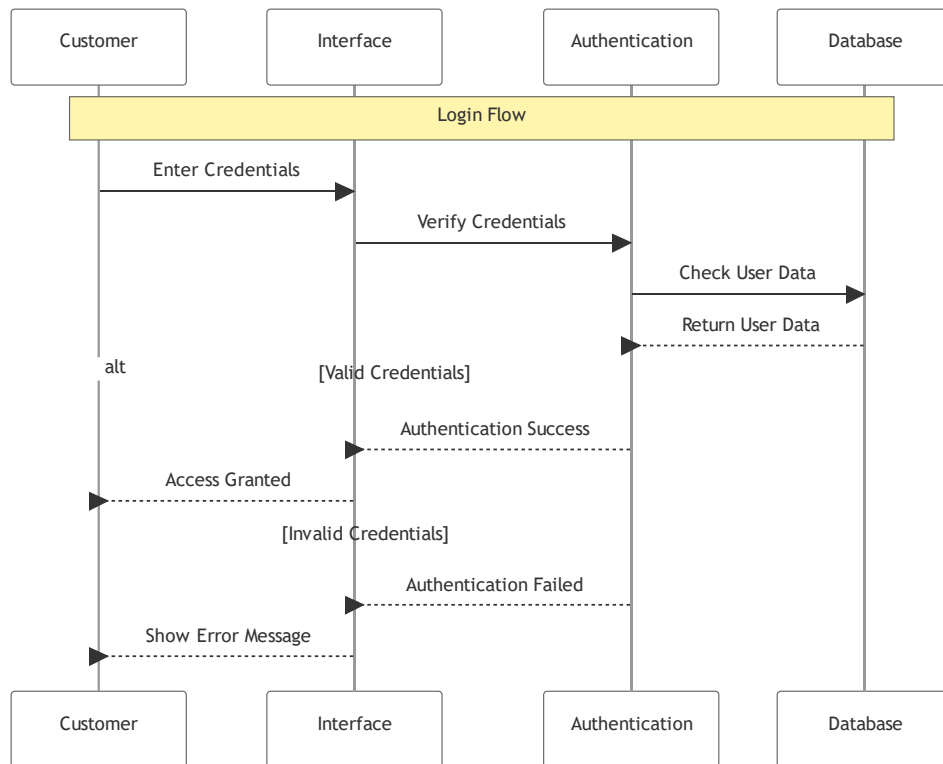 Customer
Interface
Authentication
Database
Login Flow
Enter Credentials
Verify Credentials
Check User Data
Return User Data
alt
[Valid Credentials]
Authentication Success
Access Granted
[Invalid Credentials]
Authentication Failed
Show Error Message
Customer
Interface
Authentication
Database